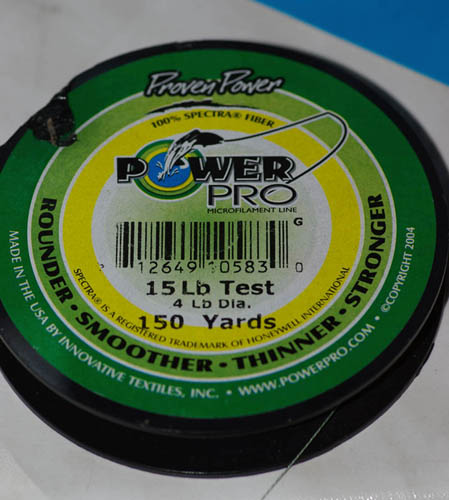 Proven Power
100% SPECTRA® FIBER
POWER
PRO
MICROFILAMENT LINE
G
12649 10583 0
15 Lb Test
4 Lb Dia.
150 Yards
SPECTRA® IS A REGISTERED TRADEMARK OF HONEYWELL INTERNATIONAL
ROUNDER • SMOOTHER • THINNER • STRONGER
MADE IN THE USA BY INNOVATIVE TEXTILES, INC. • WWW.POWERPRO.COM • ©COPYRIGHT 2004